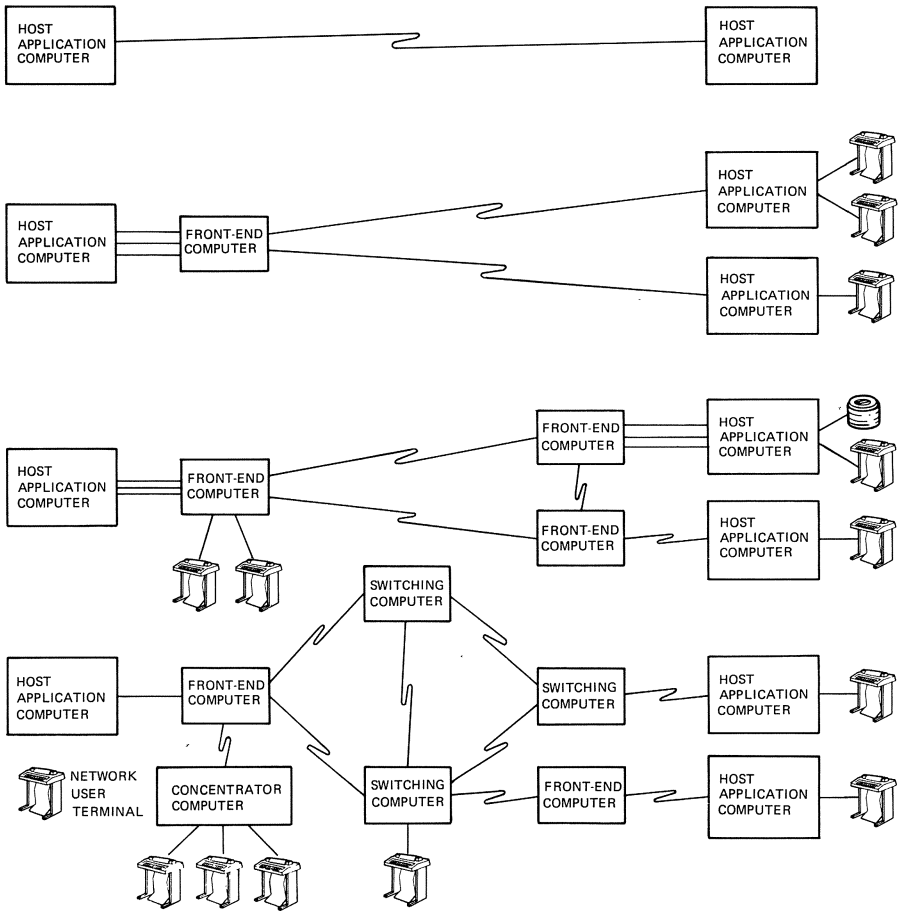 HOST
APPLICATION
COMPUTER
HOST
APPLICATION
COMPUTER
HOST
APPLICATION
COMPUTER
FRONT-END
COMPUTER
HOST
APPLICATION
COMPUTER
HOST
APPLICATION
COMPUTER
HOST
APPLICATION
COMPUTER
FRONT-END
COMPUTER
FRONT-END
COMPUTER
HOST
APPLICATION
COMPUTER
FRONT-END
COMPUTER
HOST
APPLICATION
COMPUTER
SWITCHING
COMPUTER
HOST
APPLICATION
COMPUTER
FRONT-END
COMPUTER
SWITCHING
COMPUTER
HOST
APPLICATION
COMPUTER
NETWORK
USER
TERMINAL
CONCENTRATOR
COMPUTER
SWITCHING
COMPUTER
FRONT-END
COMPUTER
HOST
APPLICATION
COMPUTER